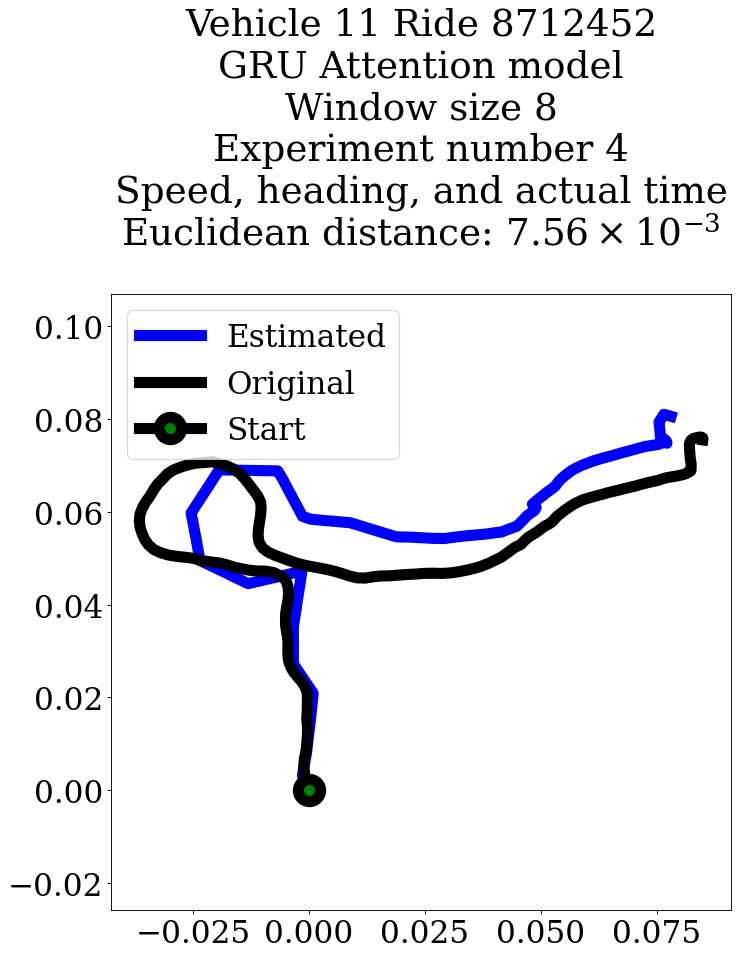 Vehicle 11 Ride 8712452
GRU Attention model
Window size 8
Experiment number 4
Speed, heading, and actual time
Euclidean distance: 7.56 × 10⁻³
Estimated
Original
Start
0.10
0.08
0.06
0.04
0.02
0.00
−0.02
−0.025 0.000 0.025 0.050 0.075